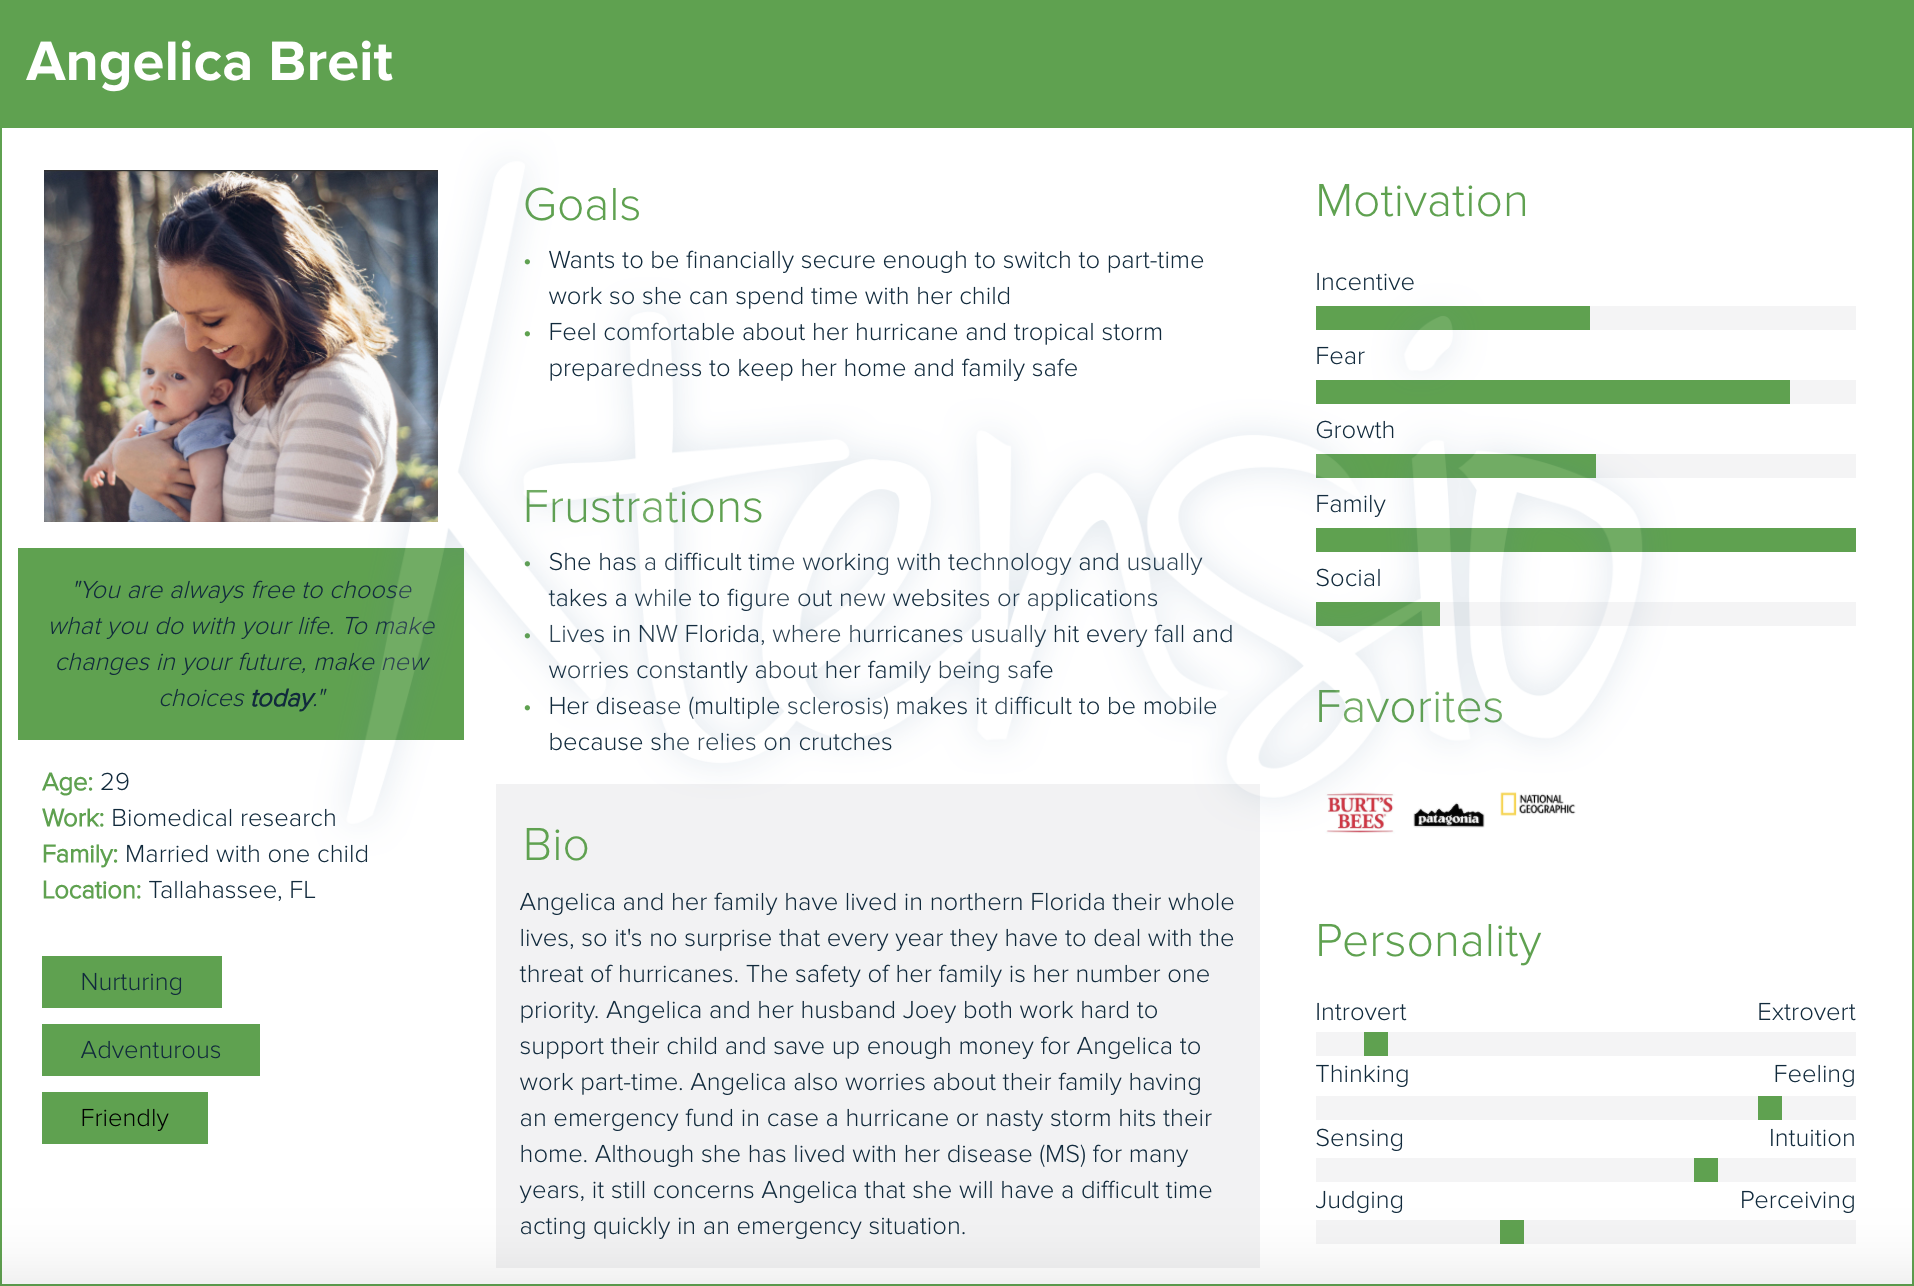 Angelica Breit
"You are always free to choose
what you do with your life. To make
changes in your future, make new
choices today."
Age: 29
Work: Biomedical research
Family: Married with one child
Location: Tallahassee, FL
Nurturing
Adventurous
Friendly
Goals
• Wants to be financially secure enough to switch to part-time
work so she can spend time with her child
• Feel comfortable about her hurricane and tropical storm
preparedness to keep her home and family safe
Frustrations
• She has a difficult time working with technology and usually
takes a while to figure out new websites or applications
• Lives in NW Florida, where hurricanes usually hit every fall and
worries constantly about her family being safe
• Her disease (multiple sclerosis) makes it difficult to be mobile
because she relies on crutches
Bio
Angelica and her family have lived in northern Florida their whole
lives, so it's no surprise that every year they have to deal with the
threat of hurricanes. The safety of her family is her number one
priority. Angelica and her husband Joey both work hard to
support their child and save up enough money for Angelica to
work part-time. Angelica also worries about their family having
an emergency fund in case a hurricane or nasty storm hits their
home. Although she has lived with her disease (MS) for many
years, it still concerns Angelica that she will have a difficult time
acting quickly in an emergency situation.
Motivation
Incentive
Fear
Growth
Family
Social
Favorites
BURT'S
BEES
patagonia
NATIONAL
GEOGRAPHIC
Personality
Introvert Extrovert
Thinking Feeling
Sensing Intuition
Judging Perceiving
Xtensio